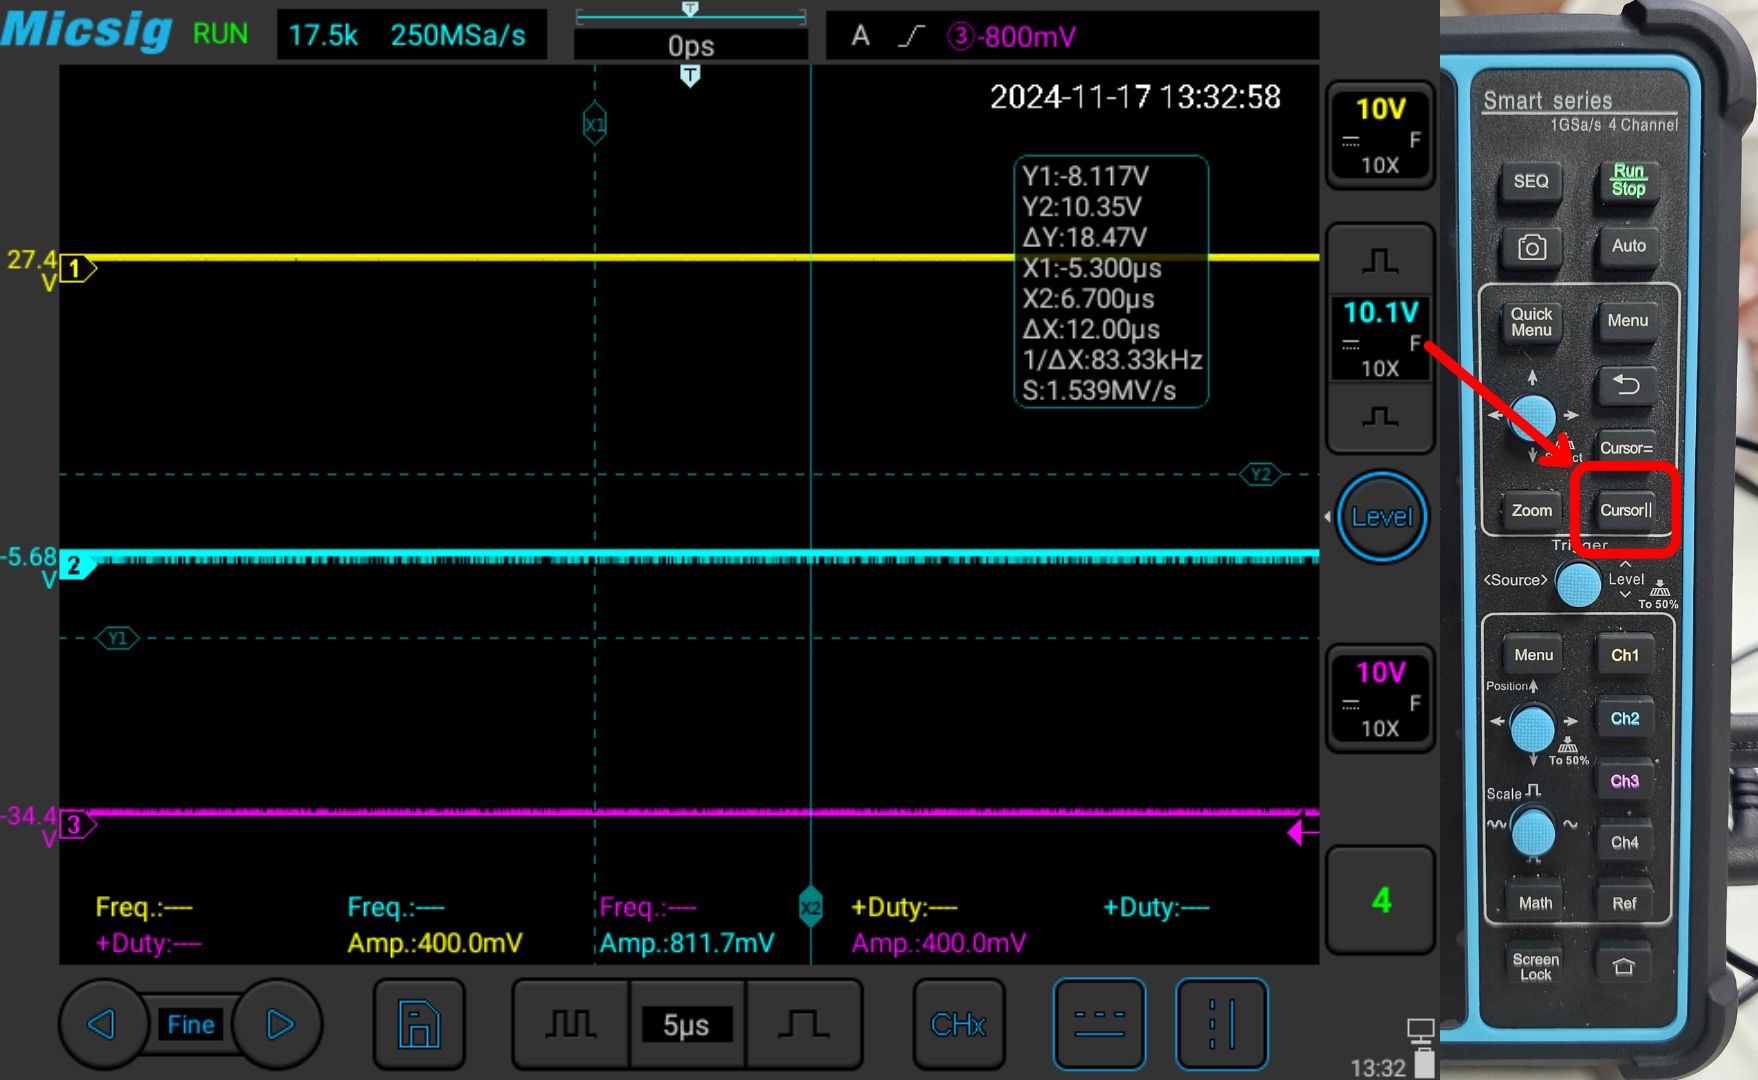 Micsig RUN 17.5k 250MSa/s T 0ps A 3 -800mV
T
2024-11-17 13:32:58
X1
Y1:-8.117V
Y2:10.35V
ΔY:18.47V
X1:-5.300µs
X2:6.700µs
ΔX:12.00µs
1/ΔX:83.33kHz
S:1.539MV/s
27.4 V 1
Y2
-5.68 V 2
Y1
-34.4 V 3
X2
Freq.:---- Freq.:---- Freq.:---- +Duty:---- +Duty:----
+Duty:---- Amp.:400.0mV Amp.:811.7mV Amp.:400.0mV
10V
F
10X
10.1V
F
10X
Level
10V
F
10X
4
Fine 5µs CHx
13:32
Smart series
1GSa/s 4 Channel
SEQ Run Stop
Auto
Quick Menu Menu
Cursor=
Zoom Cursor||
Trigger
<Source> Level
To 50%
Menu Ch1
Position
Ch2
To 50%
Ch3
Scale
Ch4
Math Ref
Screen Lock